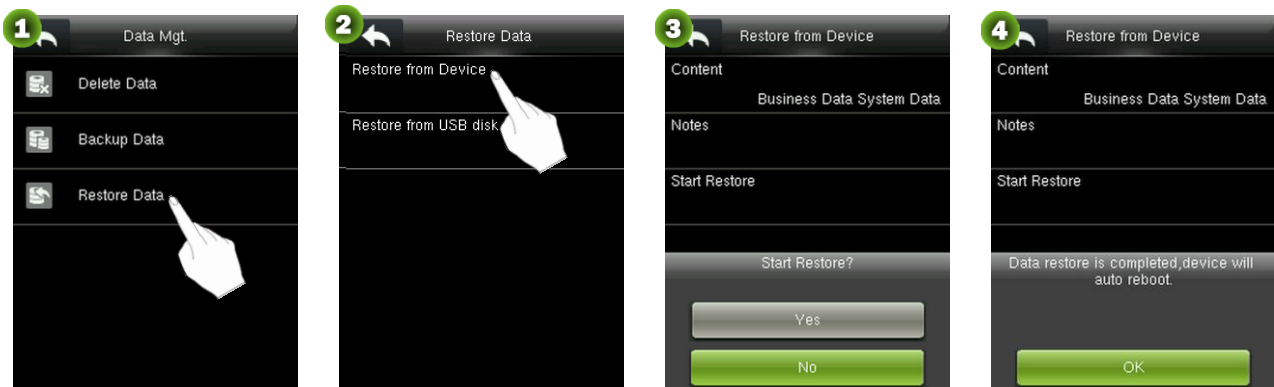 1
Data Mgt.
Delete Data
Backup Data
Restore Data
2
Restore Data
Restore from Device
Restore from USB disk
3
Restore from Device
Content
Business Data System Data
Notes
Start Restore
Start Restore?
Yes
No
4
Restore from Device
Content
Business Data System Data
Notes
Start Restore
Data restore is completed,device will
auto reboot.
OK